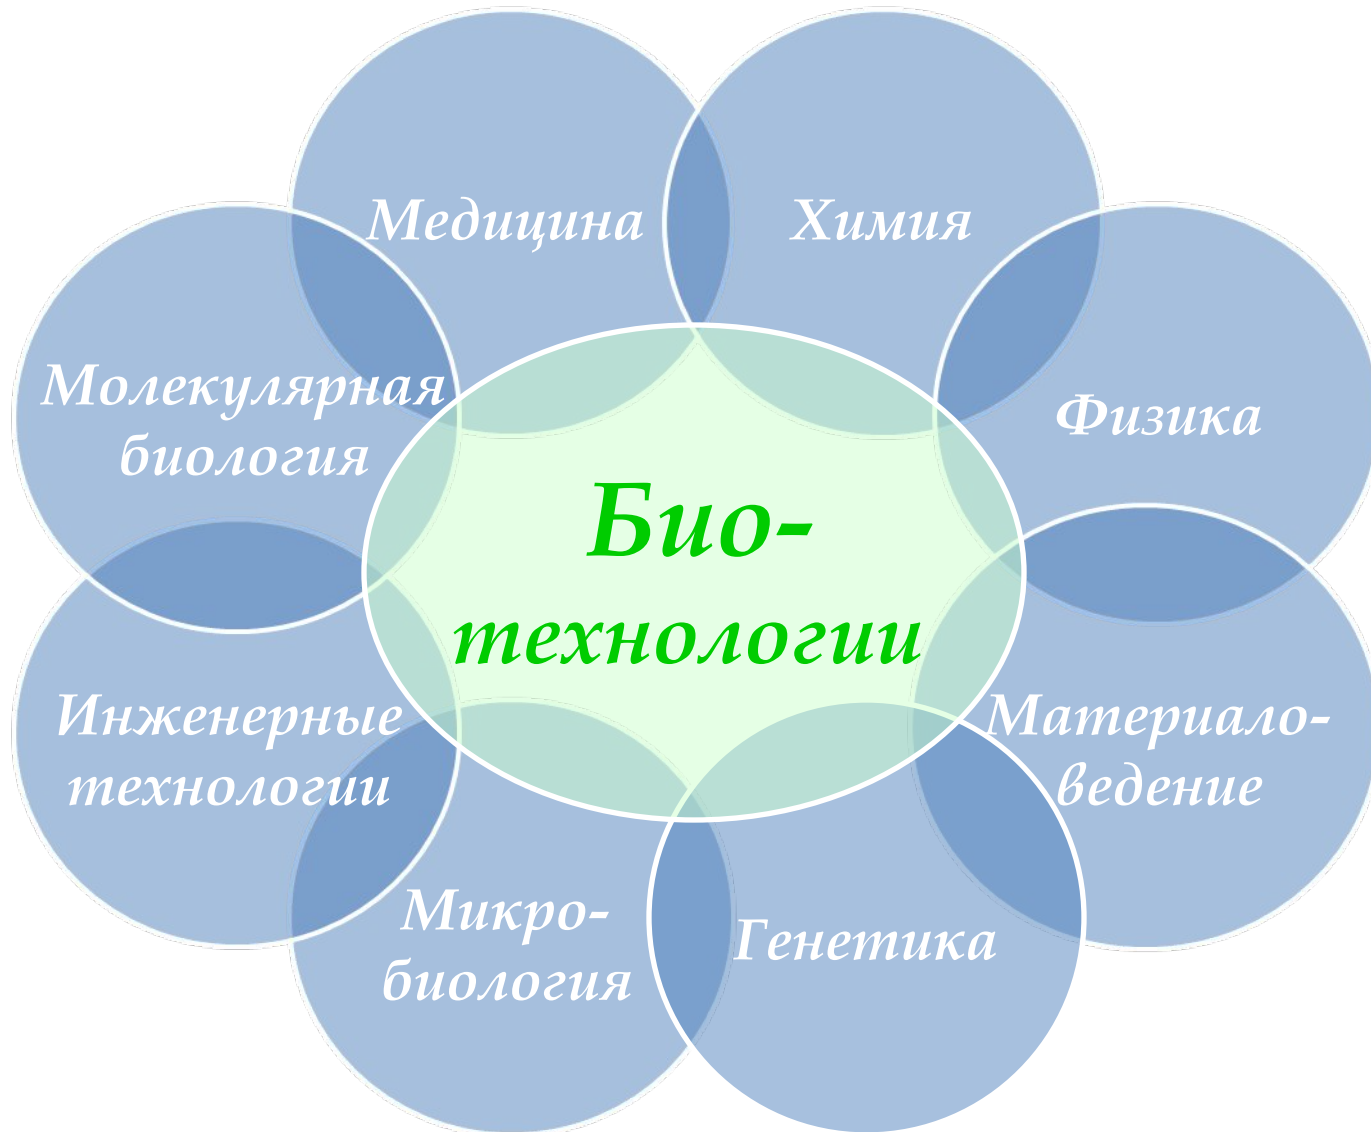 Медицина
Химия
Молекулярная
биология
Физика
Био-
технологии
Инженерные
технологии
Материало-
ведение
Микро-
биология
Генетика